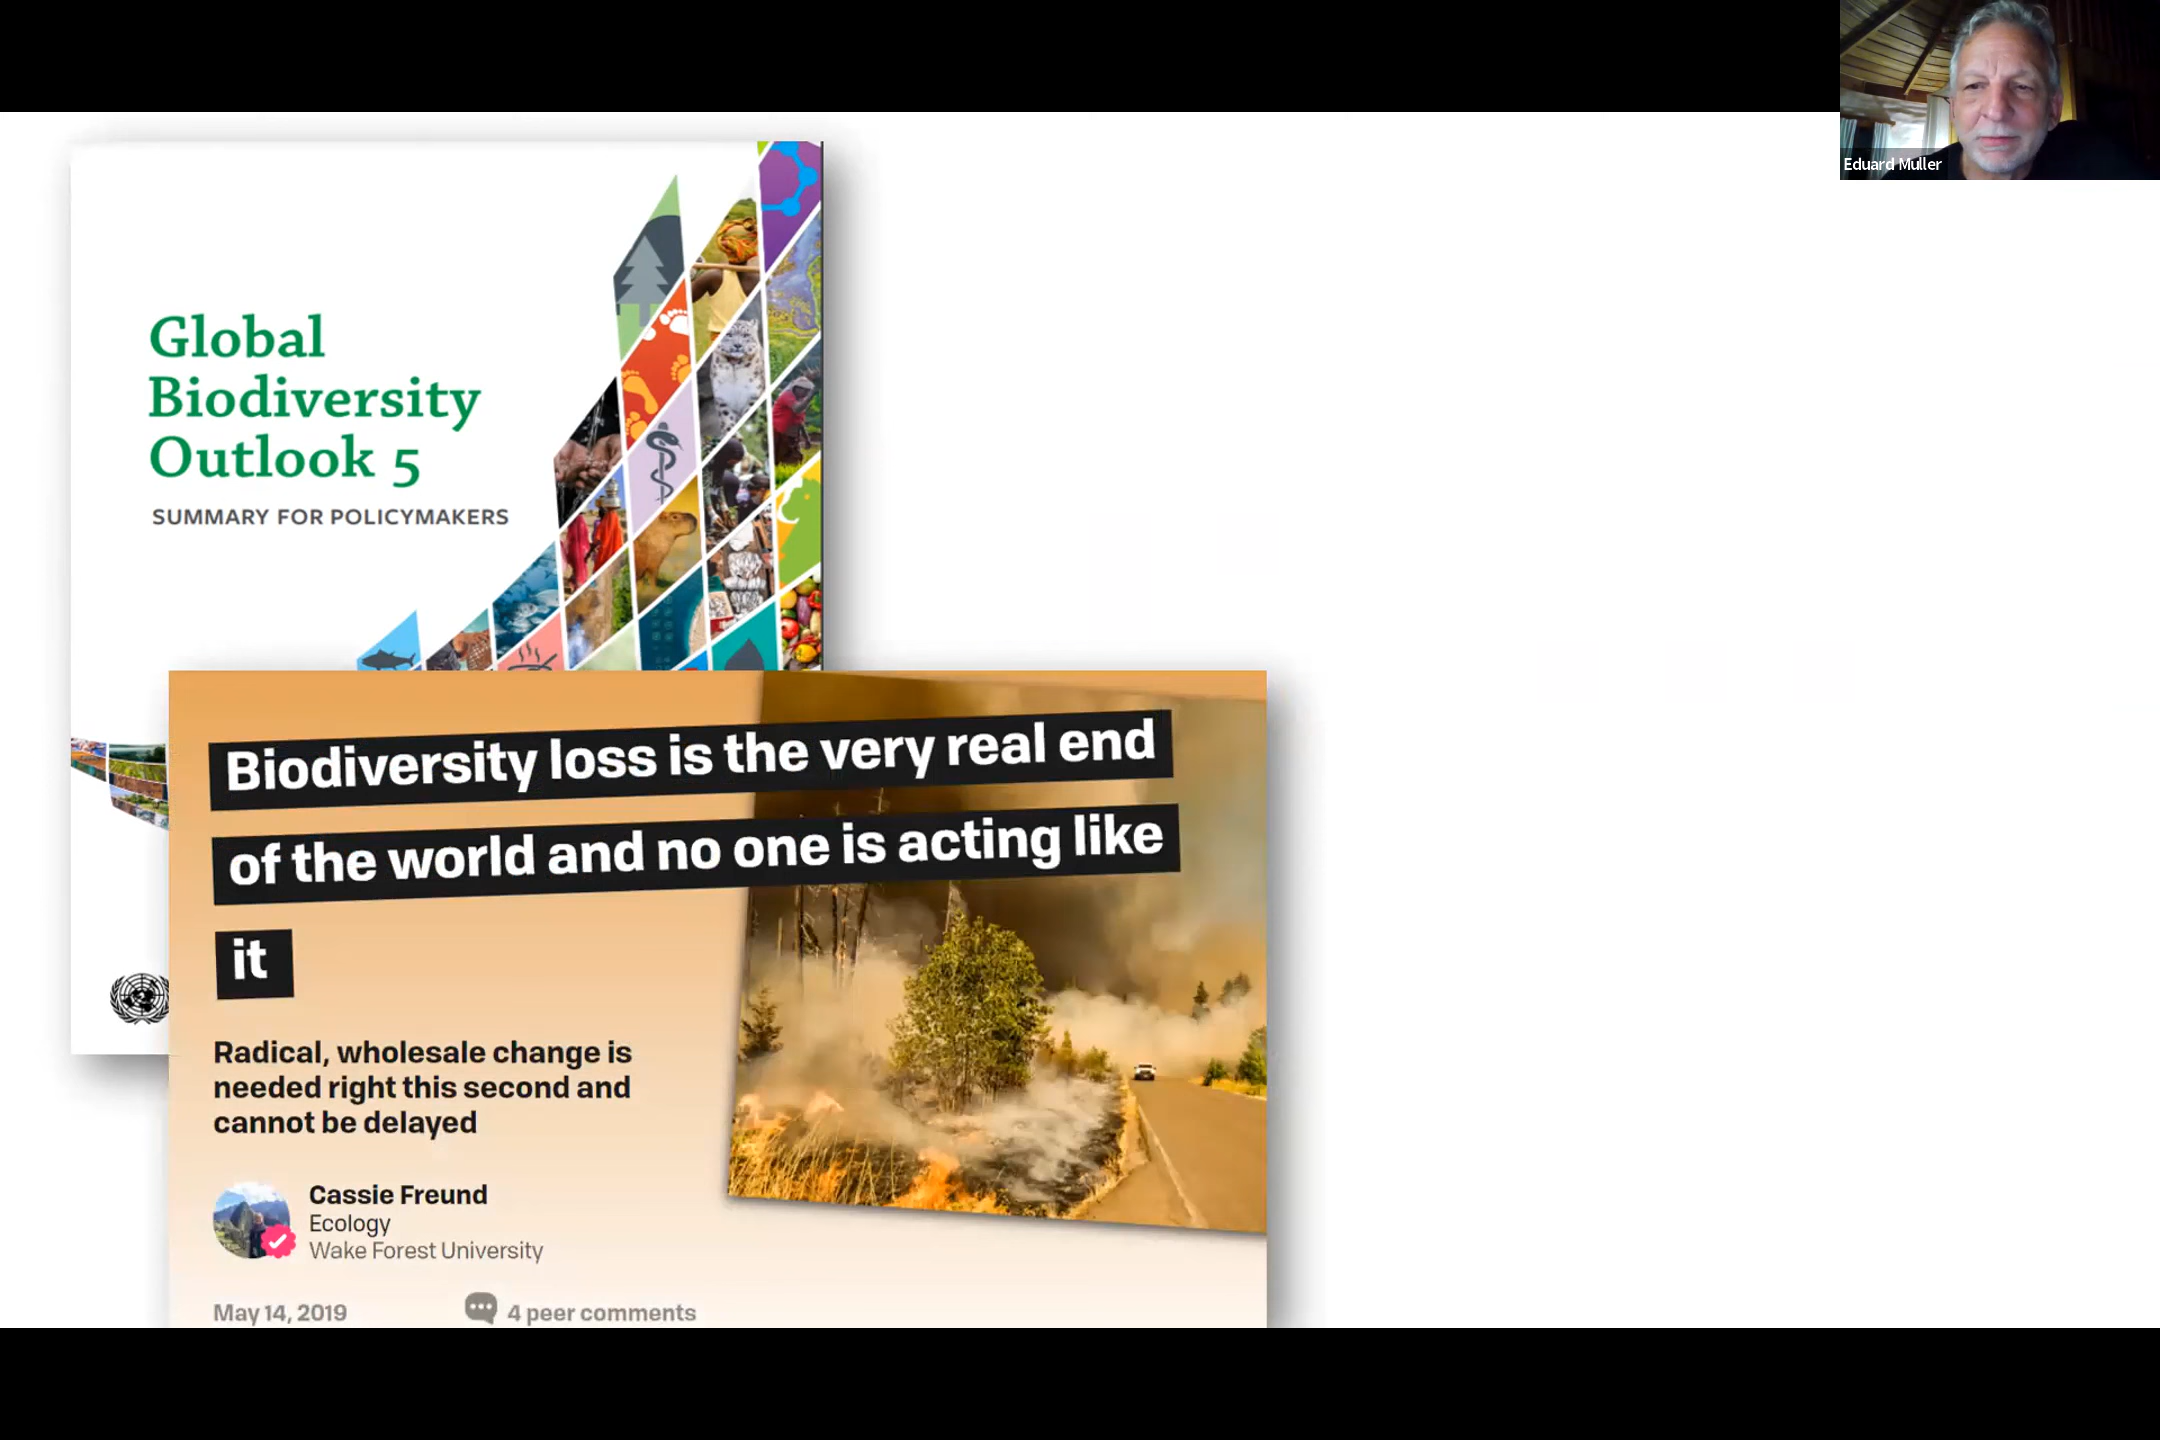 Eduard Muller
Global
Biodiversity
Outlook 5
SUMMARY FOR POLICYMAKERS
Biodiversity loss is the very real end
of the world and no one is acting like
it
Radical, wholesale change is
needed right this second and
cannot be delayed
Cassie Freund
Ecology
Wake Forest University
May 14, 2019
4 peer comments